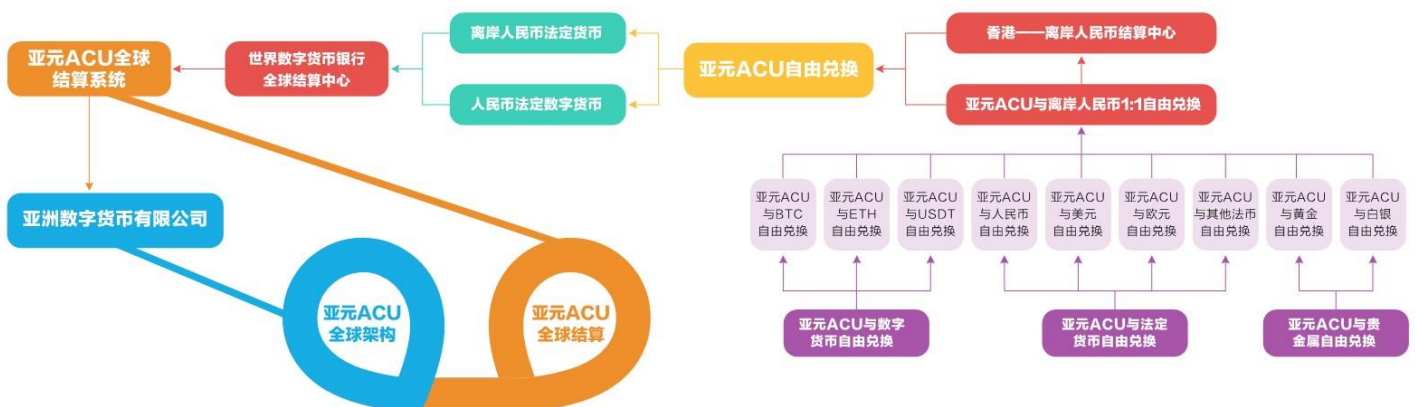 亚元ACU全球
结算系统
世界数字货币银行
全球结算中心
离岸人民币法定货币
人民币法定数字货币
亚元ACU自由兑换
香港——离岸人民币结算中心
亚元ACU与离岸人民币1:1自由兑换
亚洲数字货币有限公司
亚元ACU
全球架构
亚元ACU
全球结算
亚元ACU
与BTC
自由兑换
亚元ACU
与ETH
自由兑换
亚元ACU
与USDT
自由兑换
亚元ACU
与人民币
自由兑换
亚元ACU
与美元
自由兑换
亚元ACU
与欧元
自由兑换
亚元ACU
与其他法币
自由兑换
亚元ACU
与黄金
自由兑换
亚元ACU
与白银
自由兑换
亚元ACU与数字
货币自由兑换
亚元ACU与法定
货币自由兑换
亚元ACU与贵
金属自由兑换